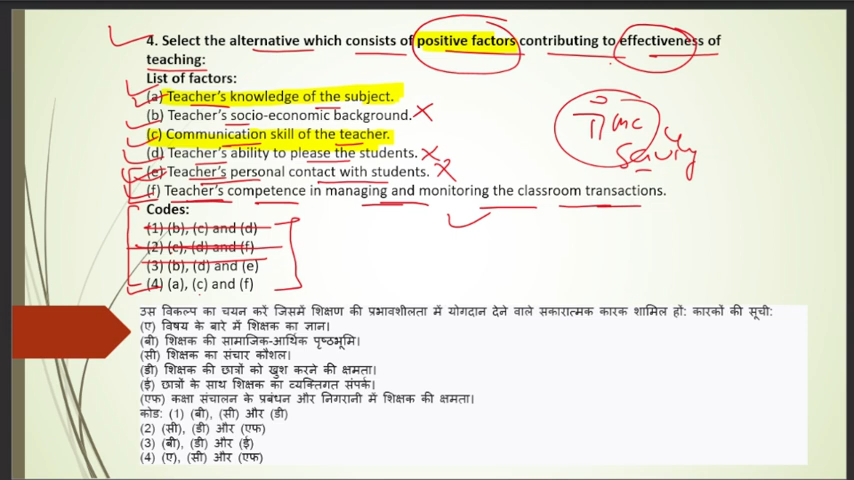 4. Select the alternative which consists of positive factors contributing to effectiveness of
teaching:
List of factors:
(a) Teacher's knowledge of the subject.
(b) Teacher's socio-economic background.
(c) Communication skill of the teacher.
(d) Teacher's ability to please the students.
(e) Teacher's personal contact with students.
(f) Teacher's competence in managing and monitoring the classroom transactions.
Codes:
(1) (b), (c) and (d)
(2) (c), (d) and (f)
(3) (b), (d) and (e)
(4) (a), (c) and (f)
Time
उस विकल्प का चयन करें जिसमें शिक्षण की प्रभावशीलता में योगदान देने वाले सकारात्मक कारक शामिल हों: कारकों की सूची:
(ए) विषय के बारे में शिक्षक का ज्ञान।
(बी) शिक्षक की सामाजिक-आर्थिक पृष्ठभूमि।
(सी) शिक्षक का संचार कौशल।
(डी) शिक्षक की छात्रों को खुश करने की क्षमता।
(ई) छात्रों के साथ शिक्षक का व्यक्तिगत संपर्क।
(एफ) कक्षा संचालन के प्रबंधन और निगरानी में शिक्षक की क्षमता।
कोड: (1) (बी), (सी) और (डी)
(2) (सी), (डी) और (एफ)
(3) (बी), (डी) और (ई)
(4) (ए), (सी) और (एफ)